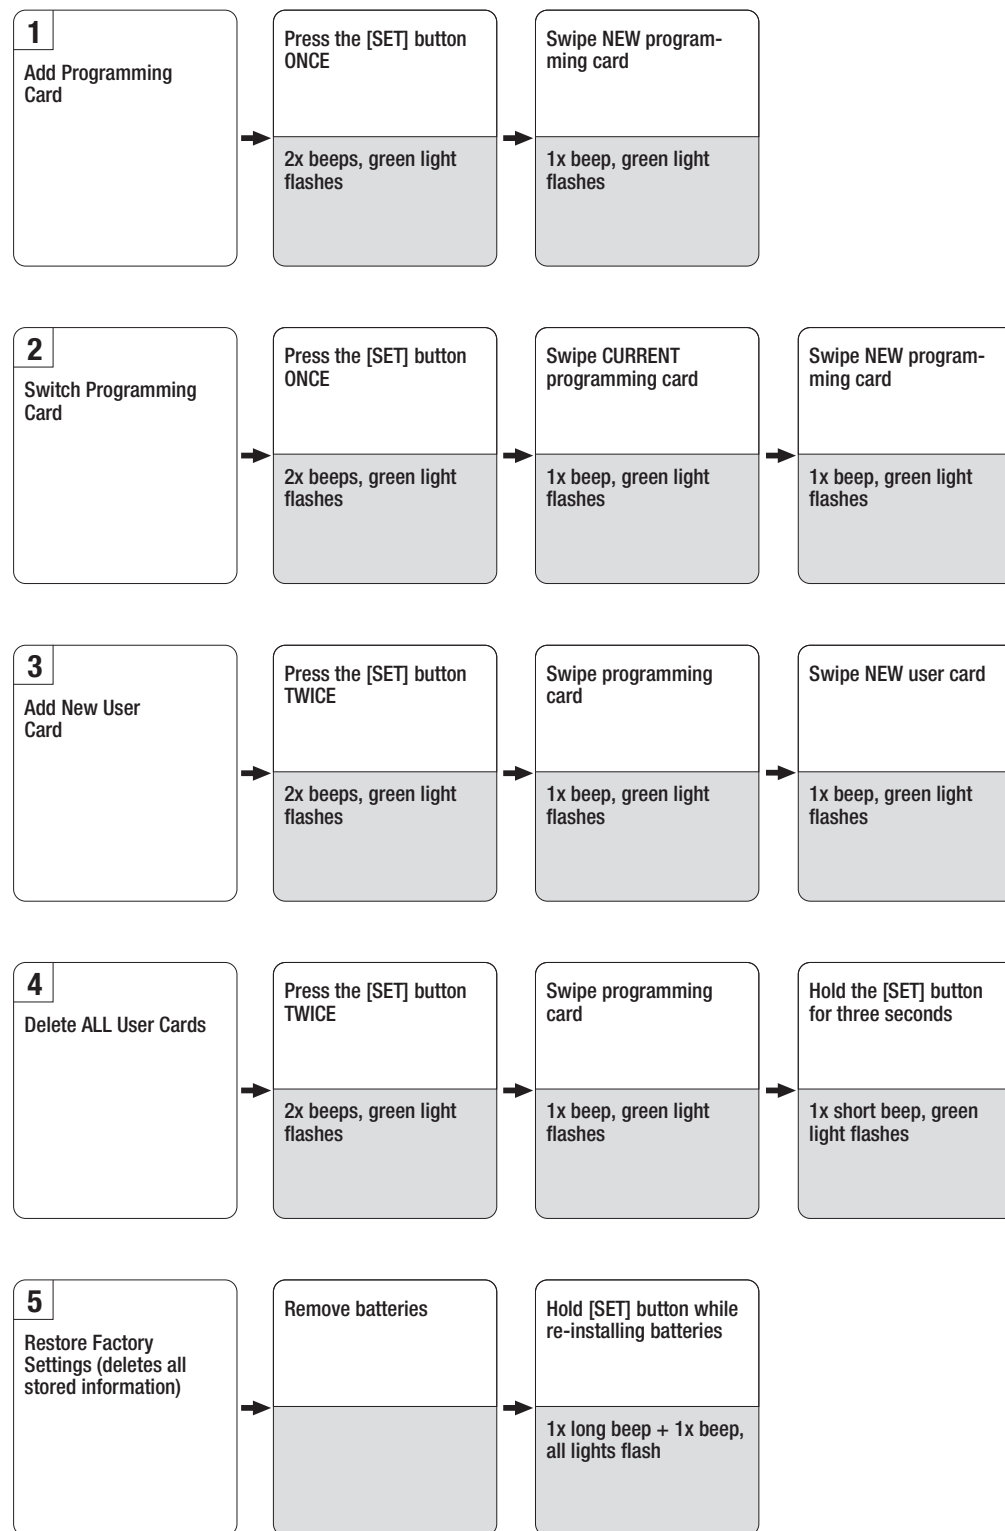 1
Add Programming
Card
Press the [SET] button
ONCE
2x beeps, green light
flashes
Swipe NEW program-
ming card
1x beep, green light
flashes
2
Switch Programming
Card
Press the [SET] button
ONCE
2x beeps, green light
flashes
Swipe CURRENT
programming card
1x beep, green light
flashes
Swipe NEW program-
ming card
1x beep, green light
flashes
3
Add New User
Card
Press the [SET] button
TWICE
2x beeps, green light
flashes
Swipe programming
card
1x beep, green light
flashes
Swipe NEW user card
1x beep, green light
flashes
4
Delete ALL User Cards
Press the [SET] button
TWICE
2x beeps, green light
flashes
Swipe programming
card
1x beep, green light
flashes
Hold the [SET] button
for three seconds
1x short beep, green
light flashes
5
Restore Factory
Settings (deletes all
stored information)
Remove batteries
Hold [SET] button while
re-installing batteries
1x long beep + 1x beep,
all lights flash